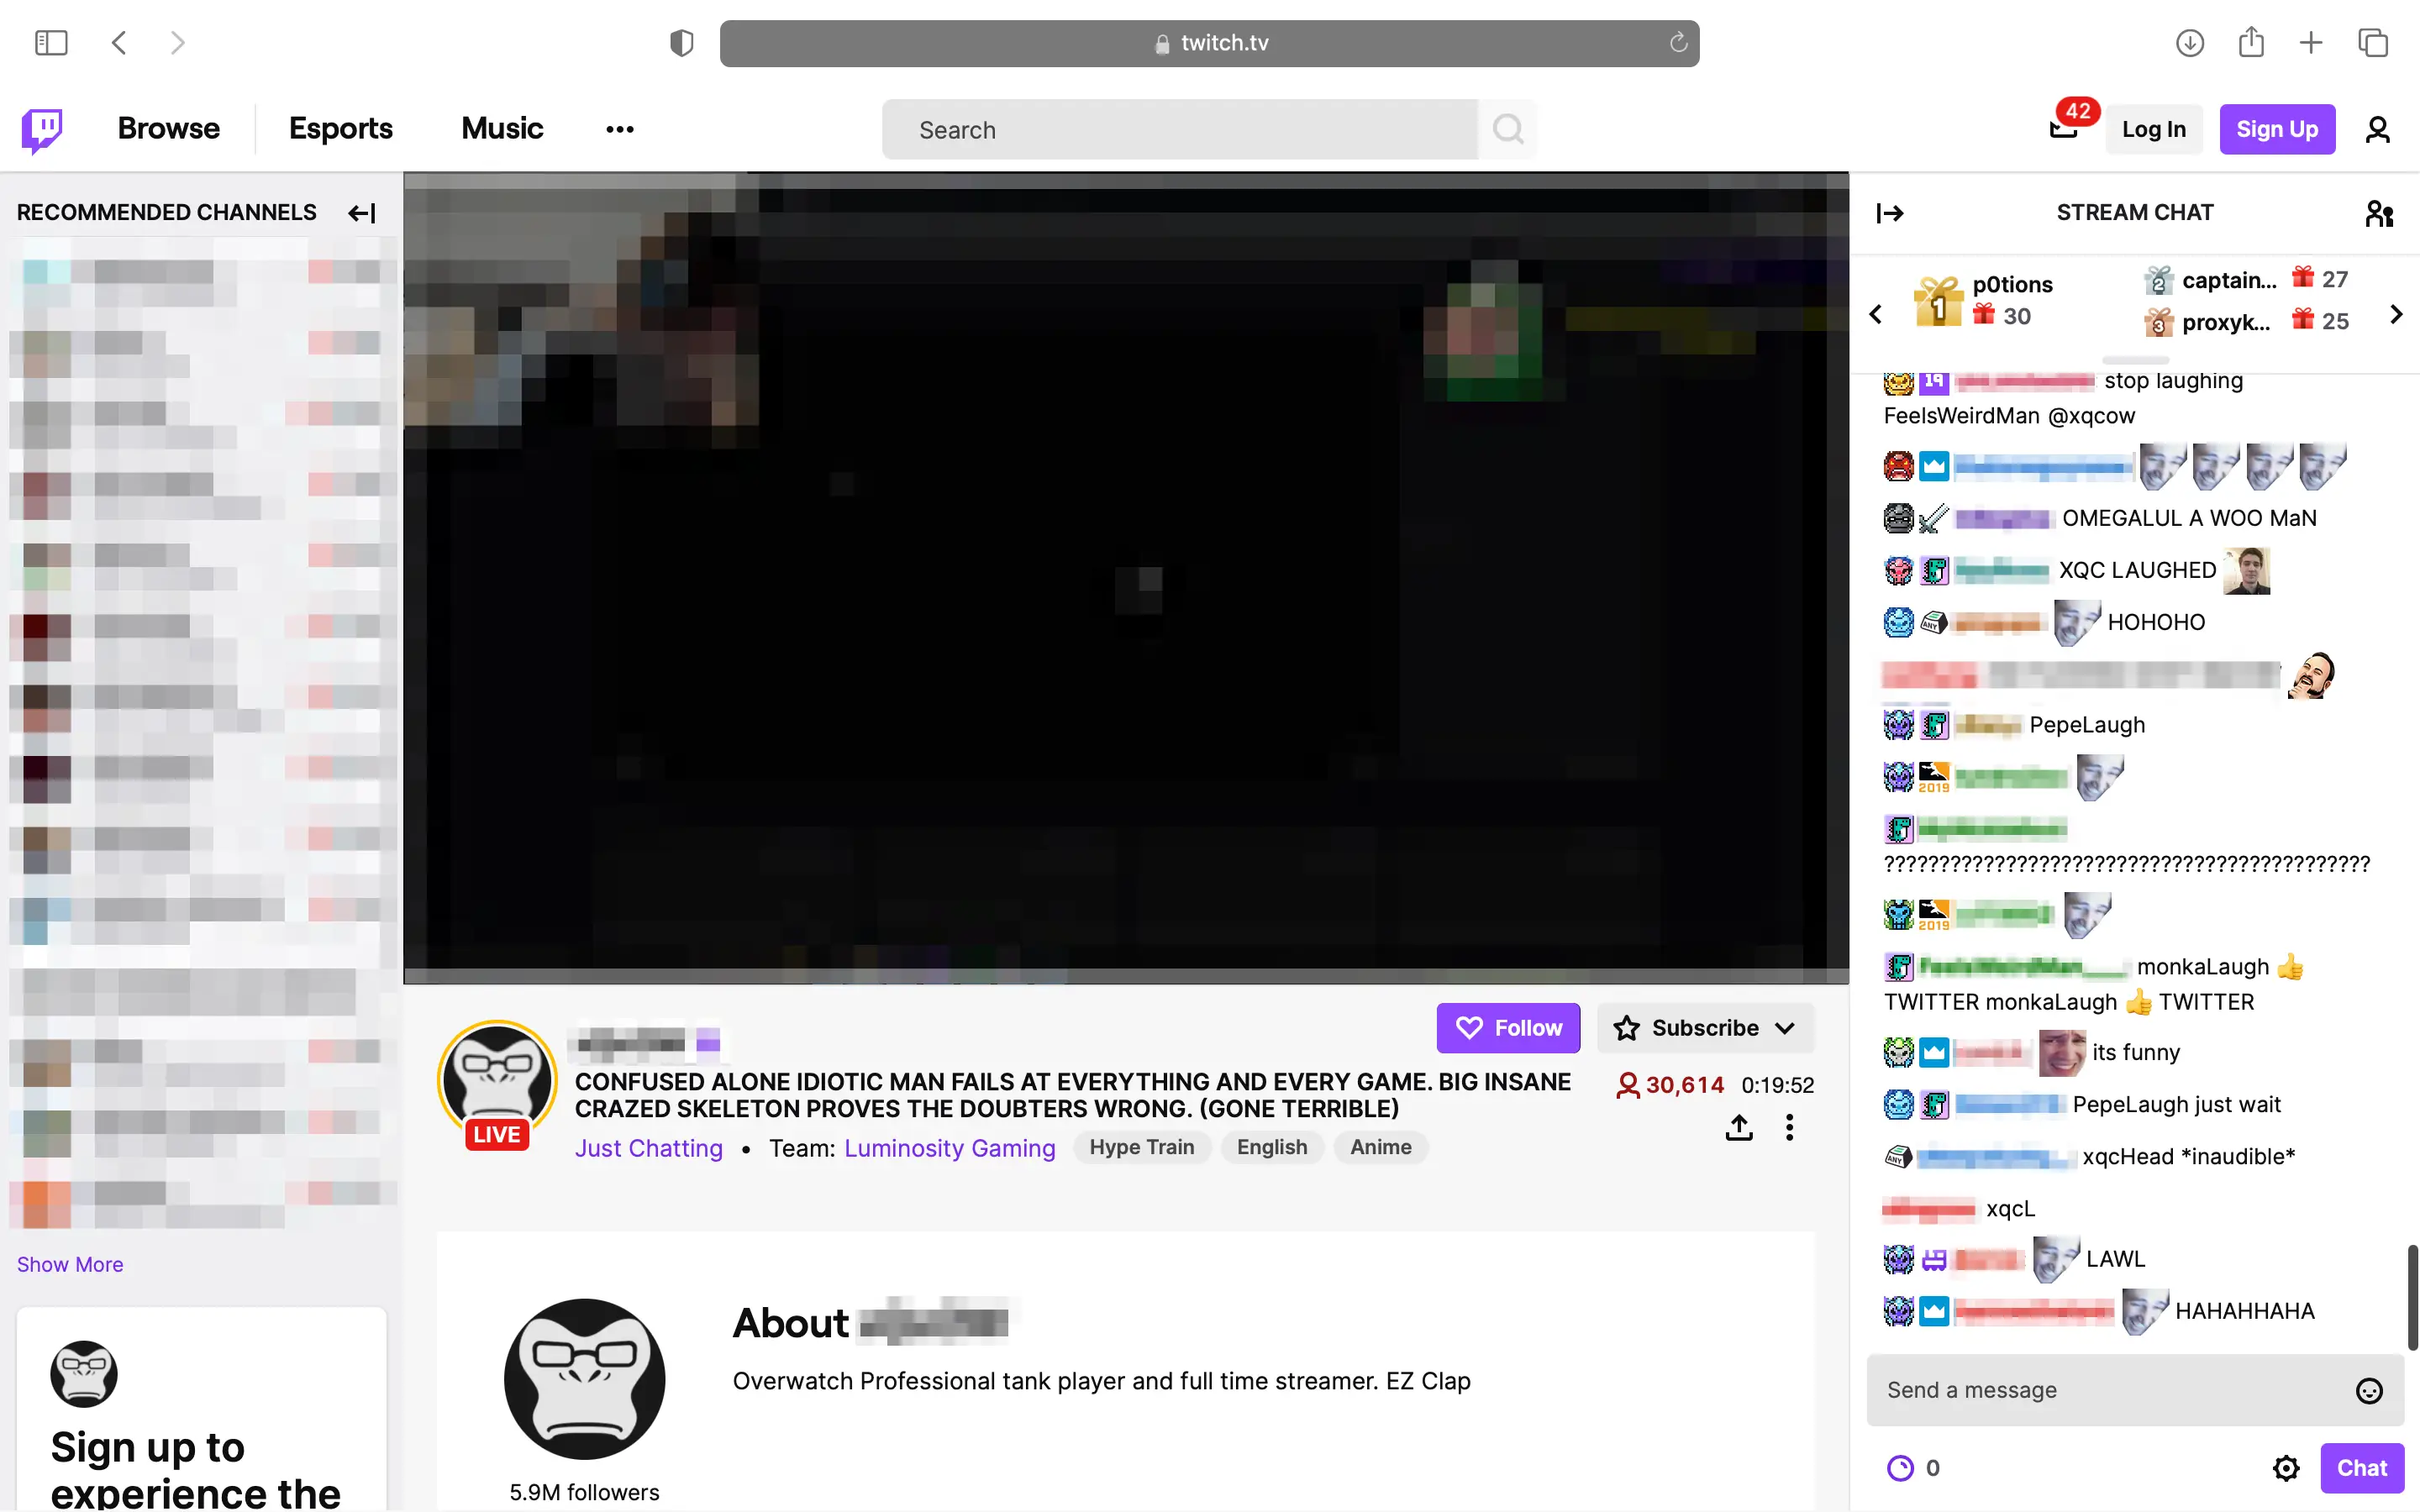 twitch.tv
Browse
Esports
Music
Search
42
Log In
Sign Up
RECOMMENDED CHANNELS
Show More
Sign up to
experience the
LIVE
Follow
Subscribe
CONFUSED ALONE IDIOTIC MAN FAILS AT EVERYTHING AND EVERY GAME. BIG INSANE
CRAZED SKELETON PROVES THE DOUBTERS WRONG. (GONE TERRIBLE)
30,614 0:19:52
Just Chatting • Team: Luminosity Gaming Hype Train English Anime
About
Overwatch Professional tank player and full time streamer. EZ Clap
5.9M followers
STREAM CHAT
1 p0tions
30
2 captain... 27
3 proxyk... 25
19 stop laughing
FeelsWeirdMan @xqcow
OMEGALUL A WOO MaN
XQC LAUGHED
ANY HOHOHO
PepeLaugh
2019
????????????????????????????????????????????
2019
monkaLaugh 👍
TWITTER monkaLaugh 👍 TWITTER
its funny
PepeLaugh just wait
ANY xqcHead *inaudible*
xqcL
LAWL
HAHAHHAHA
Send a message
0
Chat